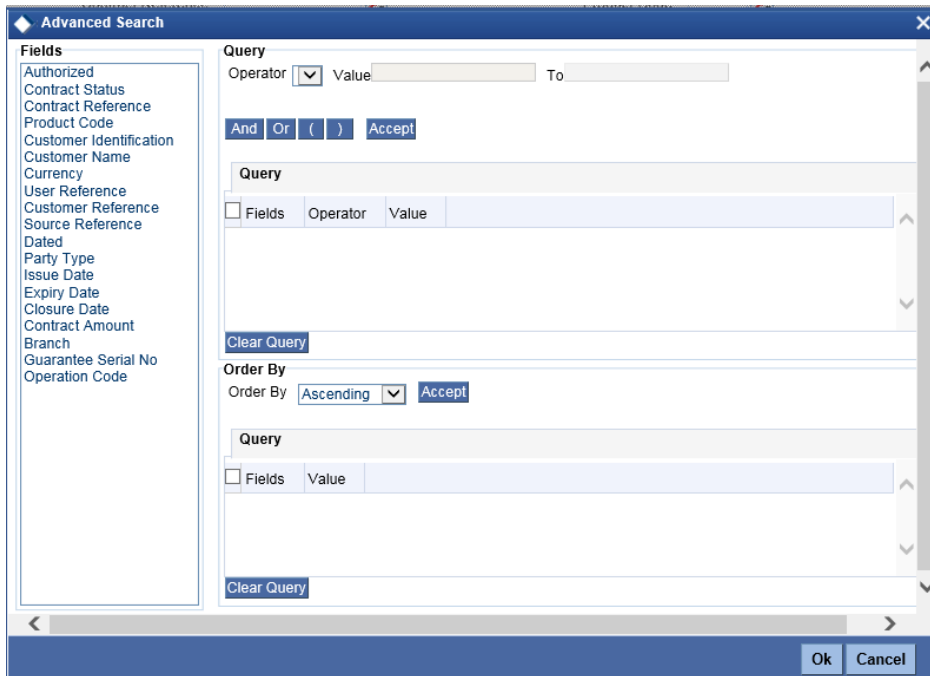 Advanced Search
Fields
Authorized
Contract Status
Contract Reference
Product Code
Customer Identification
Customer Name
Currency
User Reference
Customer Reference
Source Reference
Dated
Party Type
Issue Date
Expiry Date
Closure Date
Contract Amount
Branch
Guarantee Serial No
Operation Code
Query
Operator Value To
And Or ( ) Accept
Query
Fields Operator Value
Clear Query
Order By
Order By Ascending Accept
Query
Fields Value
Clear Query
Ok Cancel